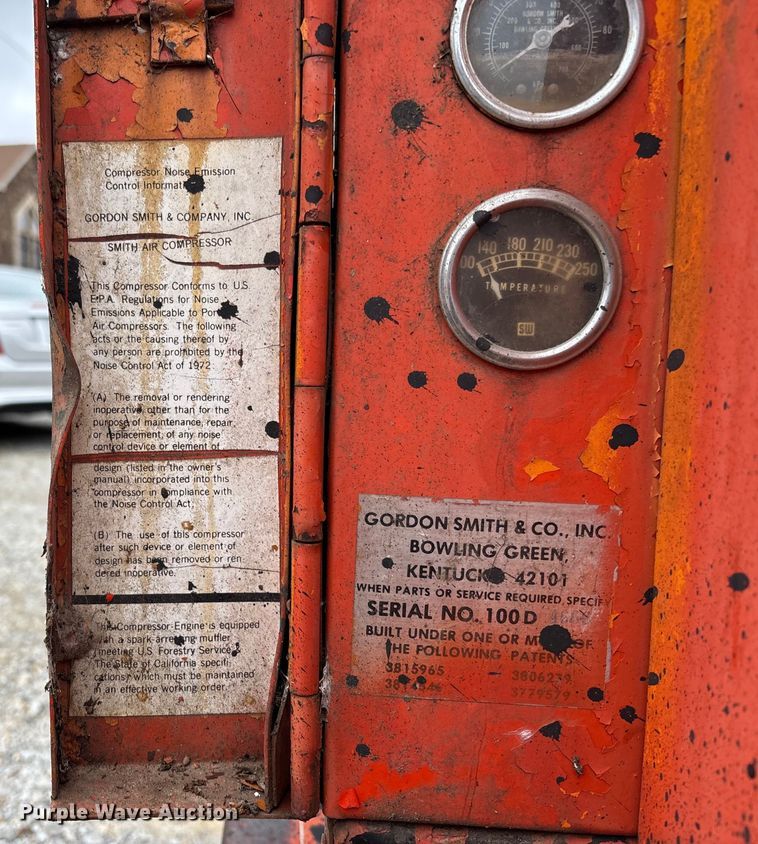 Compressor Noise Emission
Control Information
GORDON SMITH & COMPANY, INC.
SMITH AIR COMPRESSOR
This Compressor Conforms to U.S.
E.P.A. Regulations for Noise
Emissions Applicable to
Air Compressors. The following
acts or the causing thereof by
any person are prohibited by the
Noise Control Act of 1972.
(A) The removal or rendering
inoperative other than for the
purpose of maintenance, repair,
or replacement, of any noise
control device or element of
design (listed in the owner's
manual) incorporated into this
compressor in compliance with
the Noise Control Act,
(B) The use of this compressor
after such device or element of
design has been removed or ren
dered inoperative.
This Compressor Engine is equipped
with a spark-arresting muffler
meeting U.S. Forestry Service &
The State of California specifi
cations which must be maintained
in an effective working order.
GORDON SMITH
& CO. INC.
BOWLING GREEN
140 180 210 230 250
TEMPERATURE
SW
GORDON SMITH & CO., INC.
BOWLING GREEN,
KENTUCKY 42101
WHEN PARTS OR SERVICE REQUIRED, SPECIFY
SERIAL NO. 100D
BUILT UNDER ONE OR MORE OF
THE FOLLOWING PATENTS
3815965 3806239
3779579
Purple Wave Auction